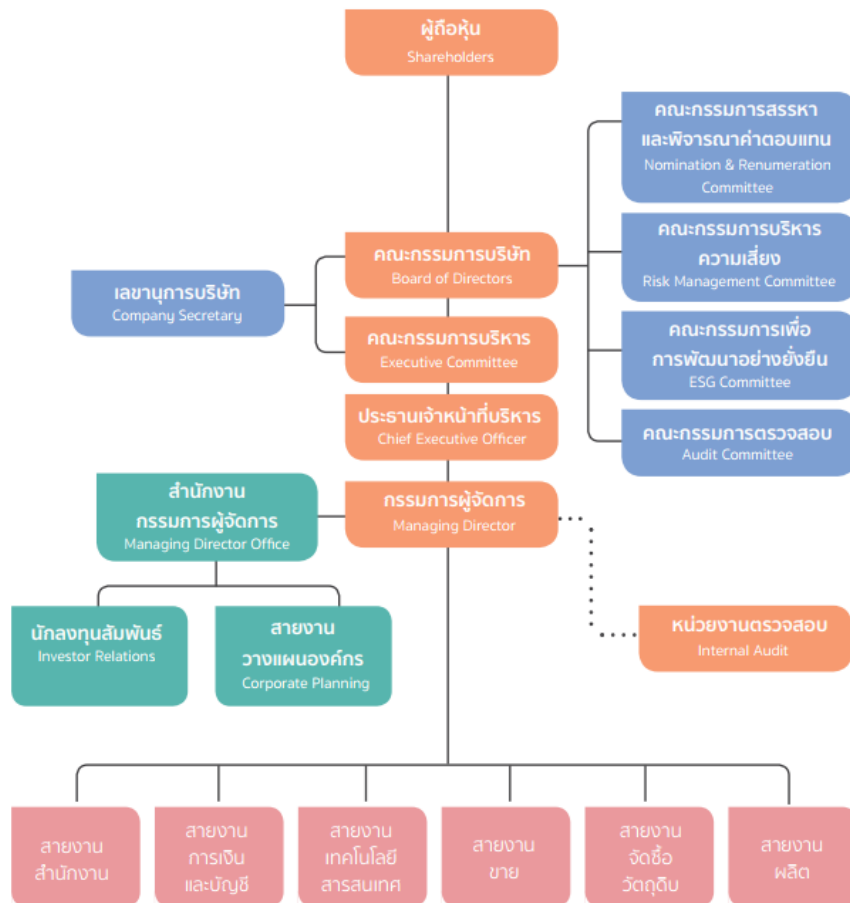 ผู้ถือหุ้น
Shareholders
คณะกรรมการสรรหา
และพิจารณาค่าตอบแทน
Nomination & Renumeration
Committee
คณะกรรมการบริษัท
Board of Directors
คณะกรรมการบริหาร
ความเสี่ยง
Risk Management Committee
เลขานุการบริษัท
Company Secretary
คณะกรรมการบริหาร
Executive Committee
คณะกรรมการเพื่อ
การพัฒนาอย่างยั่งยืน
ESG Committee
ประธานเจ้าหน้าที่บริหาร
Chief Executive Officer
คณะกรรมการตรวจสอบ
Audit Committee
สำนักงาน
กรรมการผู้จัดการ
Managing Director Office
กรรมการผู้จัดการ
Managing Director
นักลงทุนสัมพันธ์
Investor Relations
สายงาน
วางแผนองค์กร
Corporate Planning
หน่วยงานตรวจสอบ
Internal Audit
สายงาน
สำนักงาน
สายงาน
การเงิน
และบัญชี
สายงาน
เทคโนโลยี
สารสนเทศ
สายงาน
ขาย
สายงาน
จัดซื้อ
วัตถุดิบ
สายงาน
ผลิต